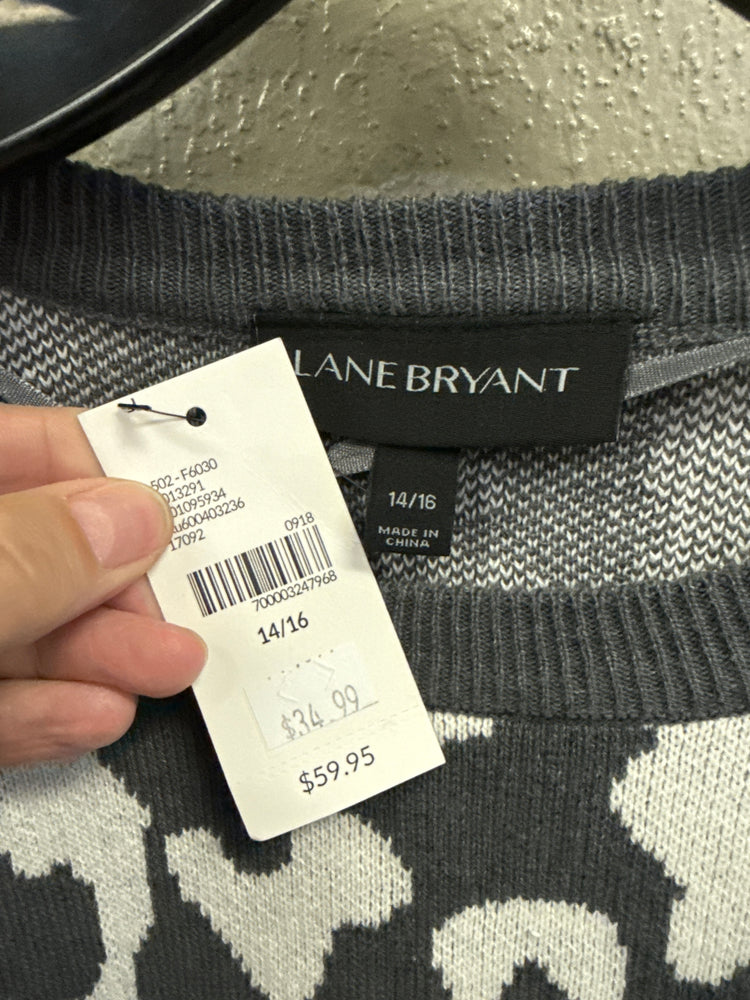 LANE BRYANT
14/16
MADE IN
CHINA
502-F6030
013291
01095934
600403236
17092
0918
700003247968
14/16
$34.99
$59.95